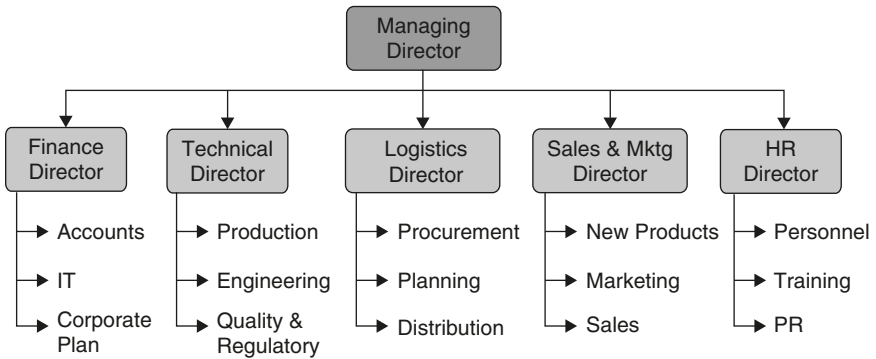 Managing
Director
Finance
Director
Technical
Director
Logistics
Director
Sales & Mktg
Director
HR
Director
Accounts
IT
Corporate
Plan
Production
Engineering
Quality &
Regulatory
Procurement
Planning
Distribution
New Products
Marketing
Sales
Personnel
Training
PR